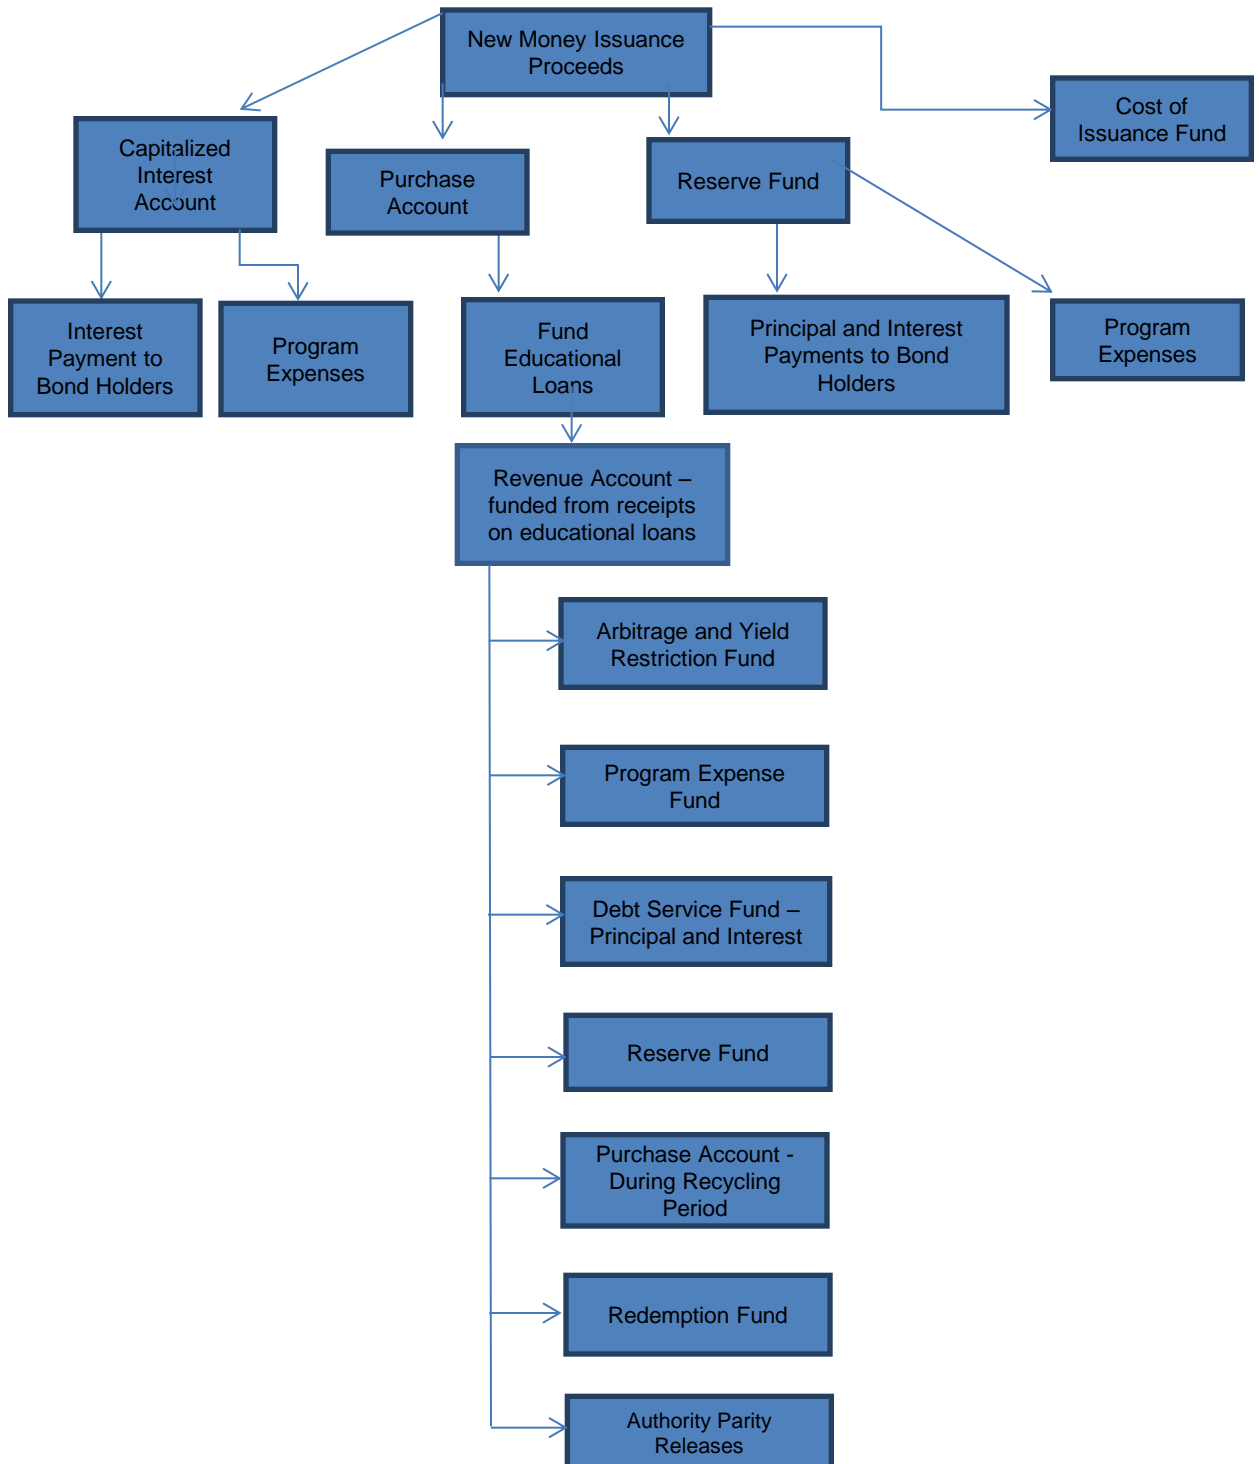 New Money Issuance
Proceeds
Cost of
Issuance Fund
Capitalized
Interest
Account
Purchase
Account
Reserve Fund
Interest
Payment to
Bond Holders
Program
Expenses
Fund
Educational
Loans
Principal and Interest
Payments to Bond
Holders
Program
Expenses
Revenue Account –
funded from receipts
on educational loans
Arbitrage and Yield
Restriction Fund
Program Expense
Fund
Debt Service Fund –
Principal and Interest
Reserve Fund
Purchase Account -
During Recycling
Period
Redemption Fund
Authority Parity
Releases